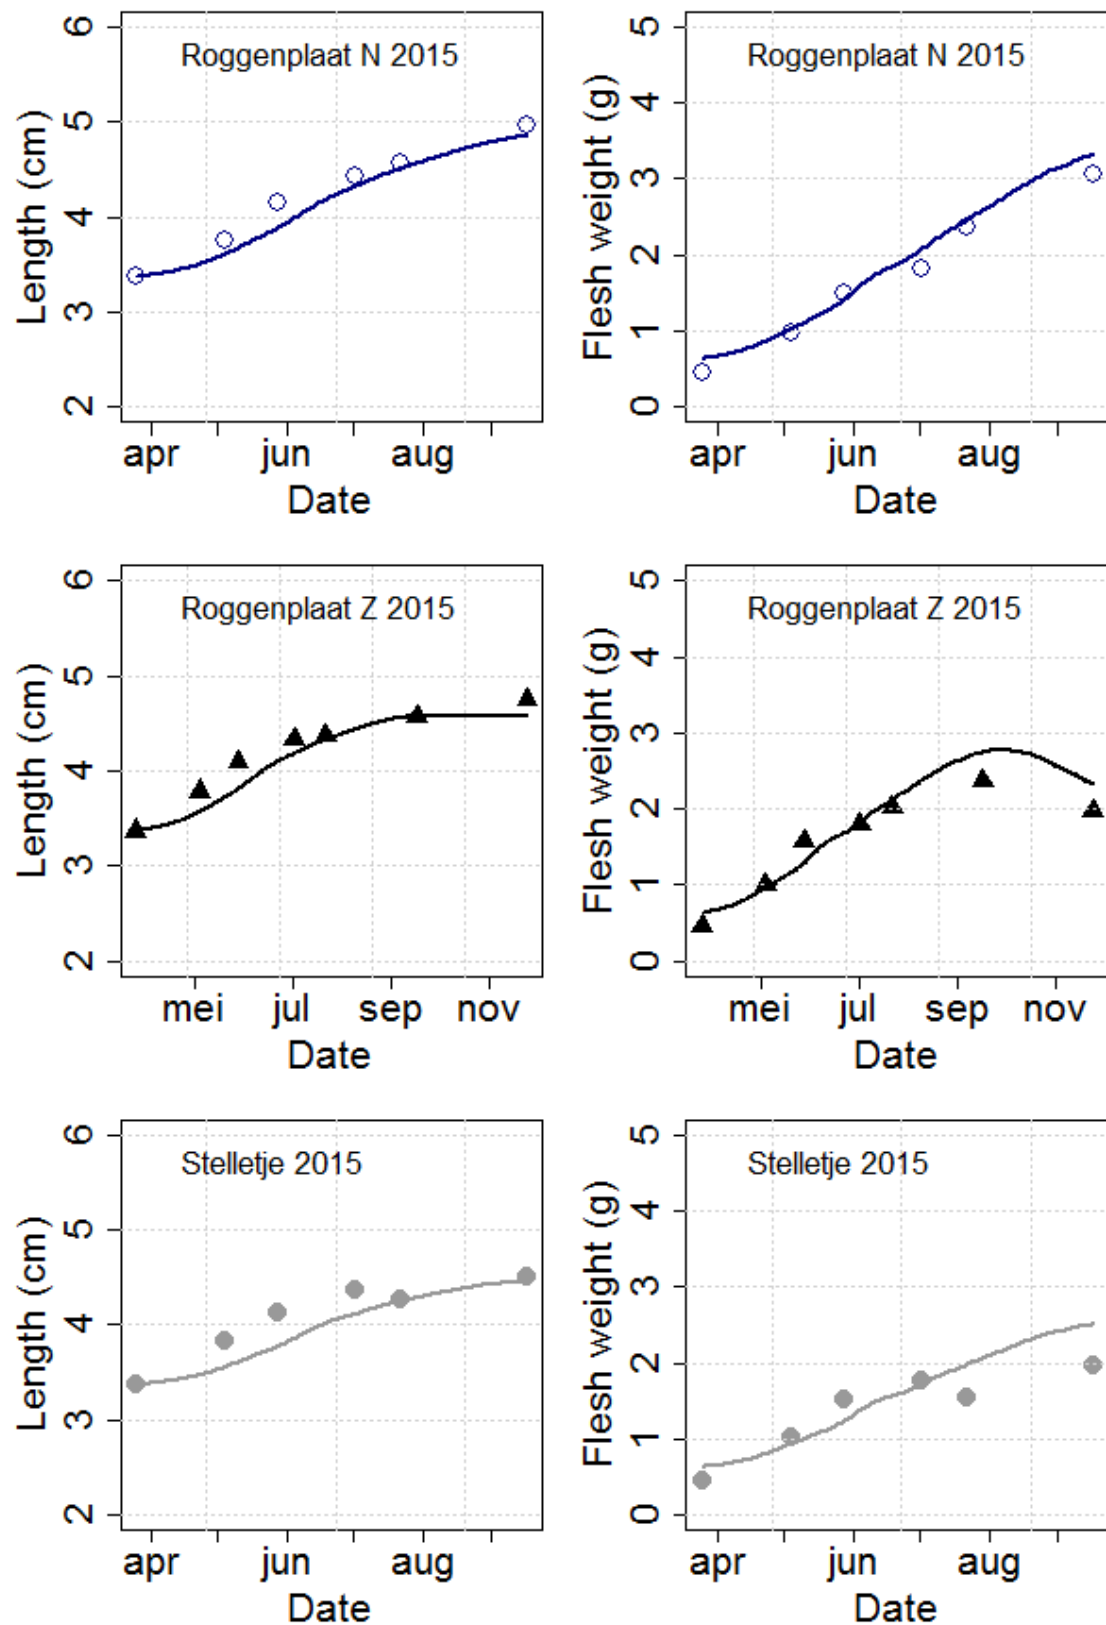 Roggenplaat N 2015
Length (cm)
6
5
4
3
2
apr jun aug
Date
Roggenplaat N 2015
Flesh weight (g)
5
4
3
2
1
0
apr jun aug
Date
Roggenplaat Z 2015
Length (cm)
6
5
4
3
2
mei jul sep nov
Date
Roggenplaat Z 2015
Flesh weight (g)
5
4
3
2
1
0
mei jul sep nov
Date
Stelletje 2015
Length (cm)
6
5
4
3
2
apr jun aug
Date
Stelletje 2015
Flesh weight (g)
5
4
3
2
1
0
apr jun aug
Date